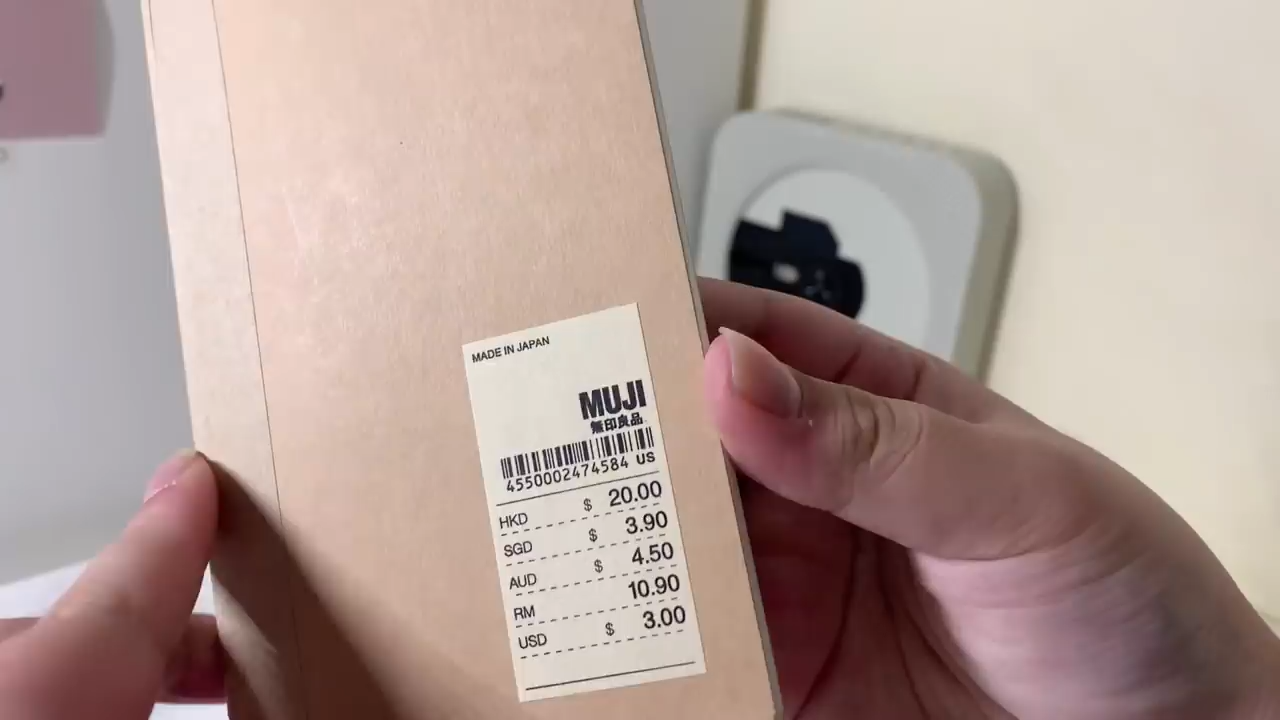 MADE IN JAPAN
MUJI
無印良品
4550002474584 US
HKD $ 20.00
SGD $ 3.90
AUD $ 4.50
RM 10.90
USD $ 3.00